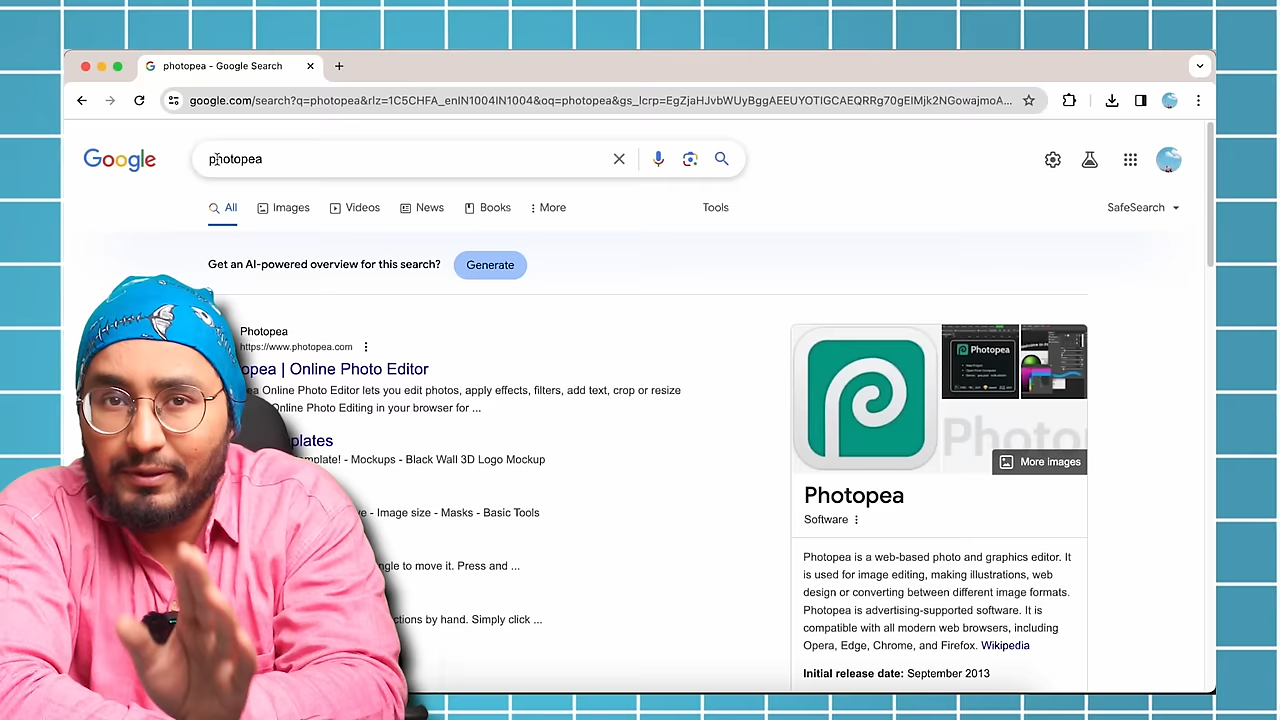 photopea - Google Search
google.com/search?q=photopea&rlz=1C5CHFA_enIN1004IN1004&oq=photopea&gs_lcrp=EgZjaHJvbWUyBggAEEUYOTIGCAEQRRg70gEIMjk2NGowajmoA...
Google
photopea
All
Images
Videos
News
Books
More
Tools
SafeSearch
Get an AI-powered overview for this search?
Generate
Photopea
opea | Online Photo Editor
you edit photos, apply effects, filters, add text, crop or resize
Online Photo Editing in your browser for ...
plates
mplate! - Mockups - Black Wall 3D Logo Mockup
- Image size - Masks - Basic Tools
ngle to move it. Press and ...
ctions by hand. Simply click ...
Photopea
Photo
More Images
Photopea
Software
Photopea is a web-based photo and graphics editor. It
is used for image editing, making illustrations, web
design or converting between different image formats.
Photopea is advertising-supported software. It is
compatible with all modern web browsers, including
Opera, Edge, Chrome, and Firefox. Wikipedia
Initial release date: September 2013